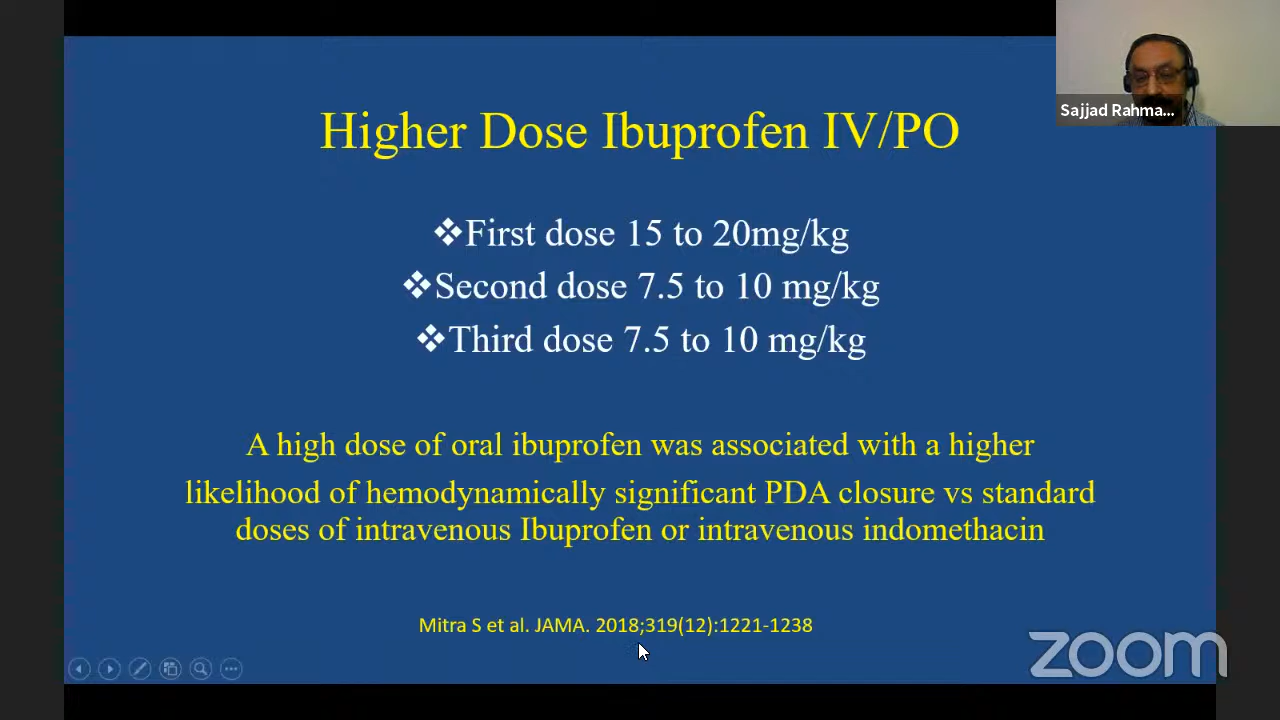 Sajjad Rahma...
Higher Dose Ibuprofen IV/PO
❖First dose 15 to 20mg/kg
❖Second dose 7.5 to 10 mg/kg
❖Third dose 7.5 to 10 mg/kg
A high dose of oral ibuprofen was associated with a higher
likelihood of hemodynamically significant PDA closure vs standard
doses of intravenous Ibuprofen or intravenous indomethacin
Mitra S et al. JAMA. 2018;319(12):1221-1238
zoom